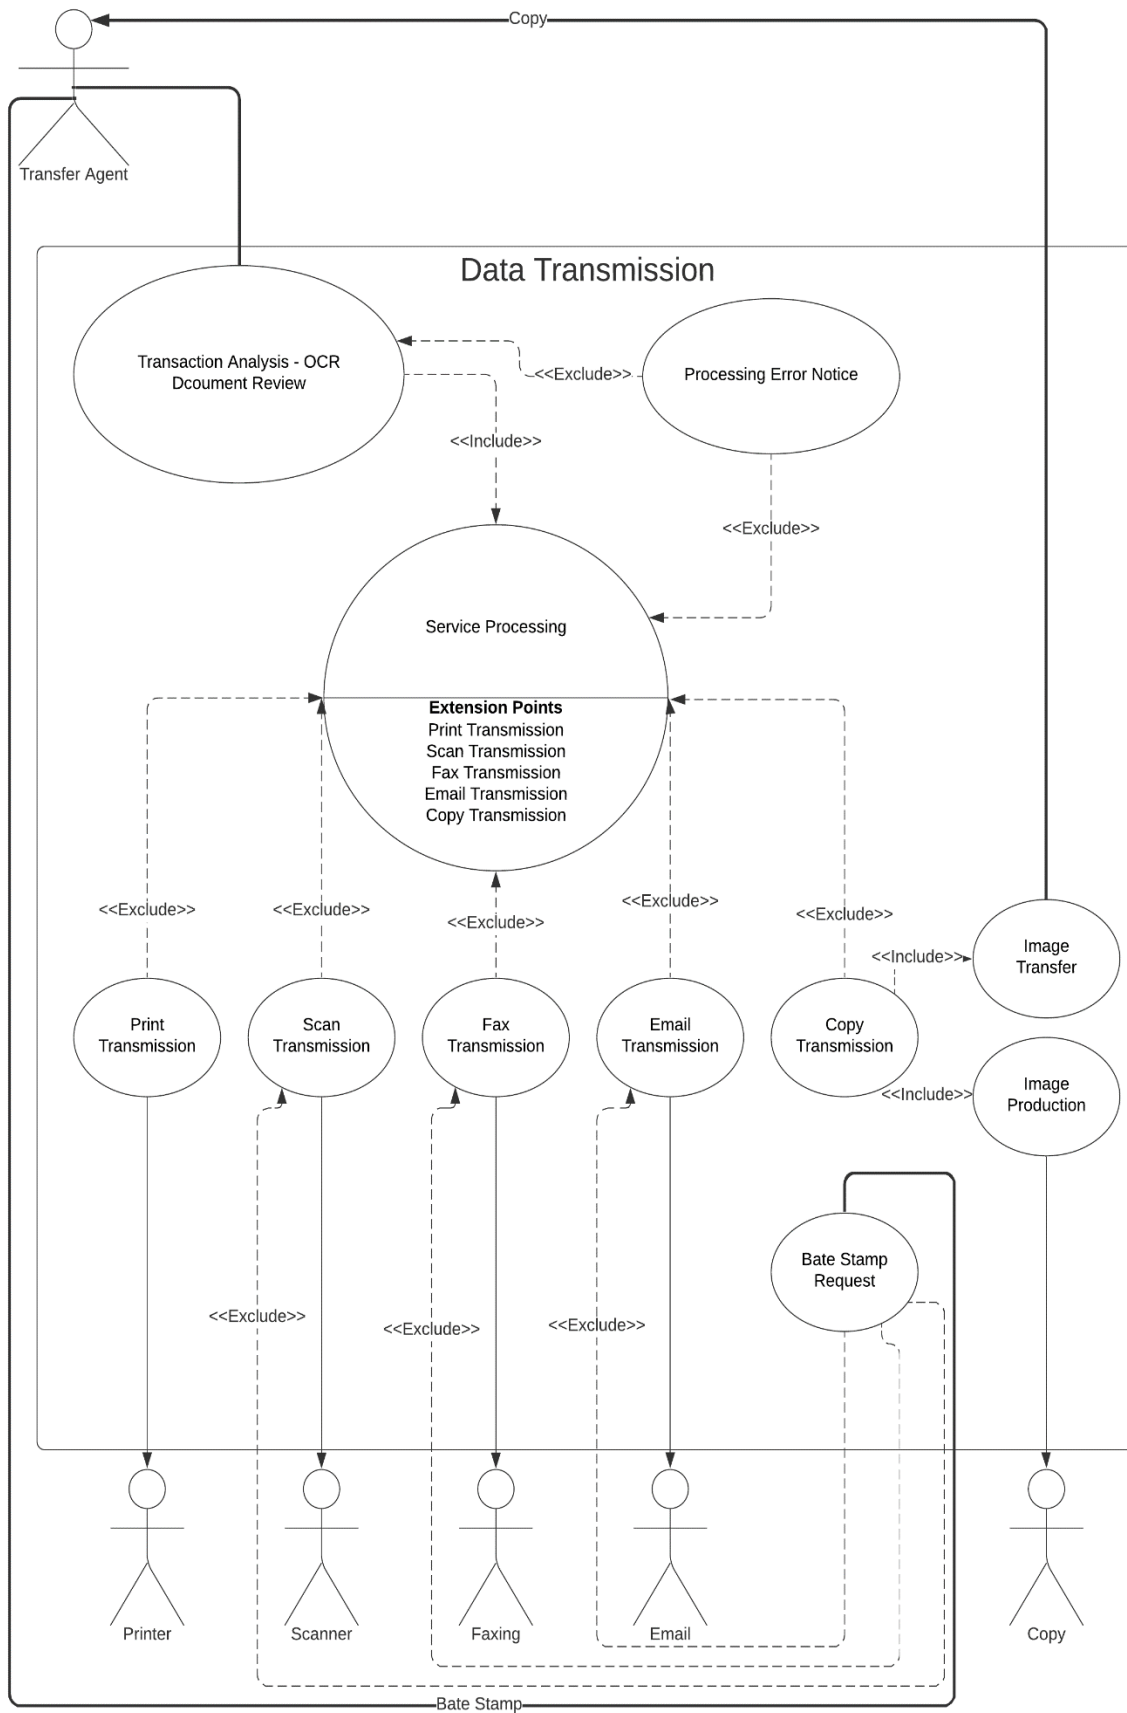 Copy
Transfer Agent
Data Transmission
Transaction Analysis - OCR
Dcoument Review
<<Exclude>>
Processing Error Notice
<<Include>>
<<Exclude>>
Service Processing
Extension Points
Print Transmission
Scan Transmission
Fax Transmission
Email Transmission
Copy Transmission
<<Exclude>>
<<Exclude>>
<<Exclude>>
<<Exclude>>
<<Exclude>>
<<Include>>
Image
Transfer
Print
Transmission
Scan
Transmission
Fax
Transmission
Email
Transmission
Copy
Transmission
<<Include>>
Image
Production
Bate Stamp
Request
<<Exclude>>
<<Exclude>>
<<Exclude>>
Printer
Scanner
Faxing
Email
Copy
Bate Stamp